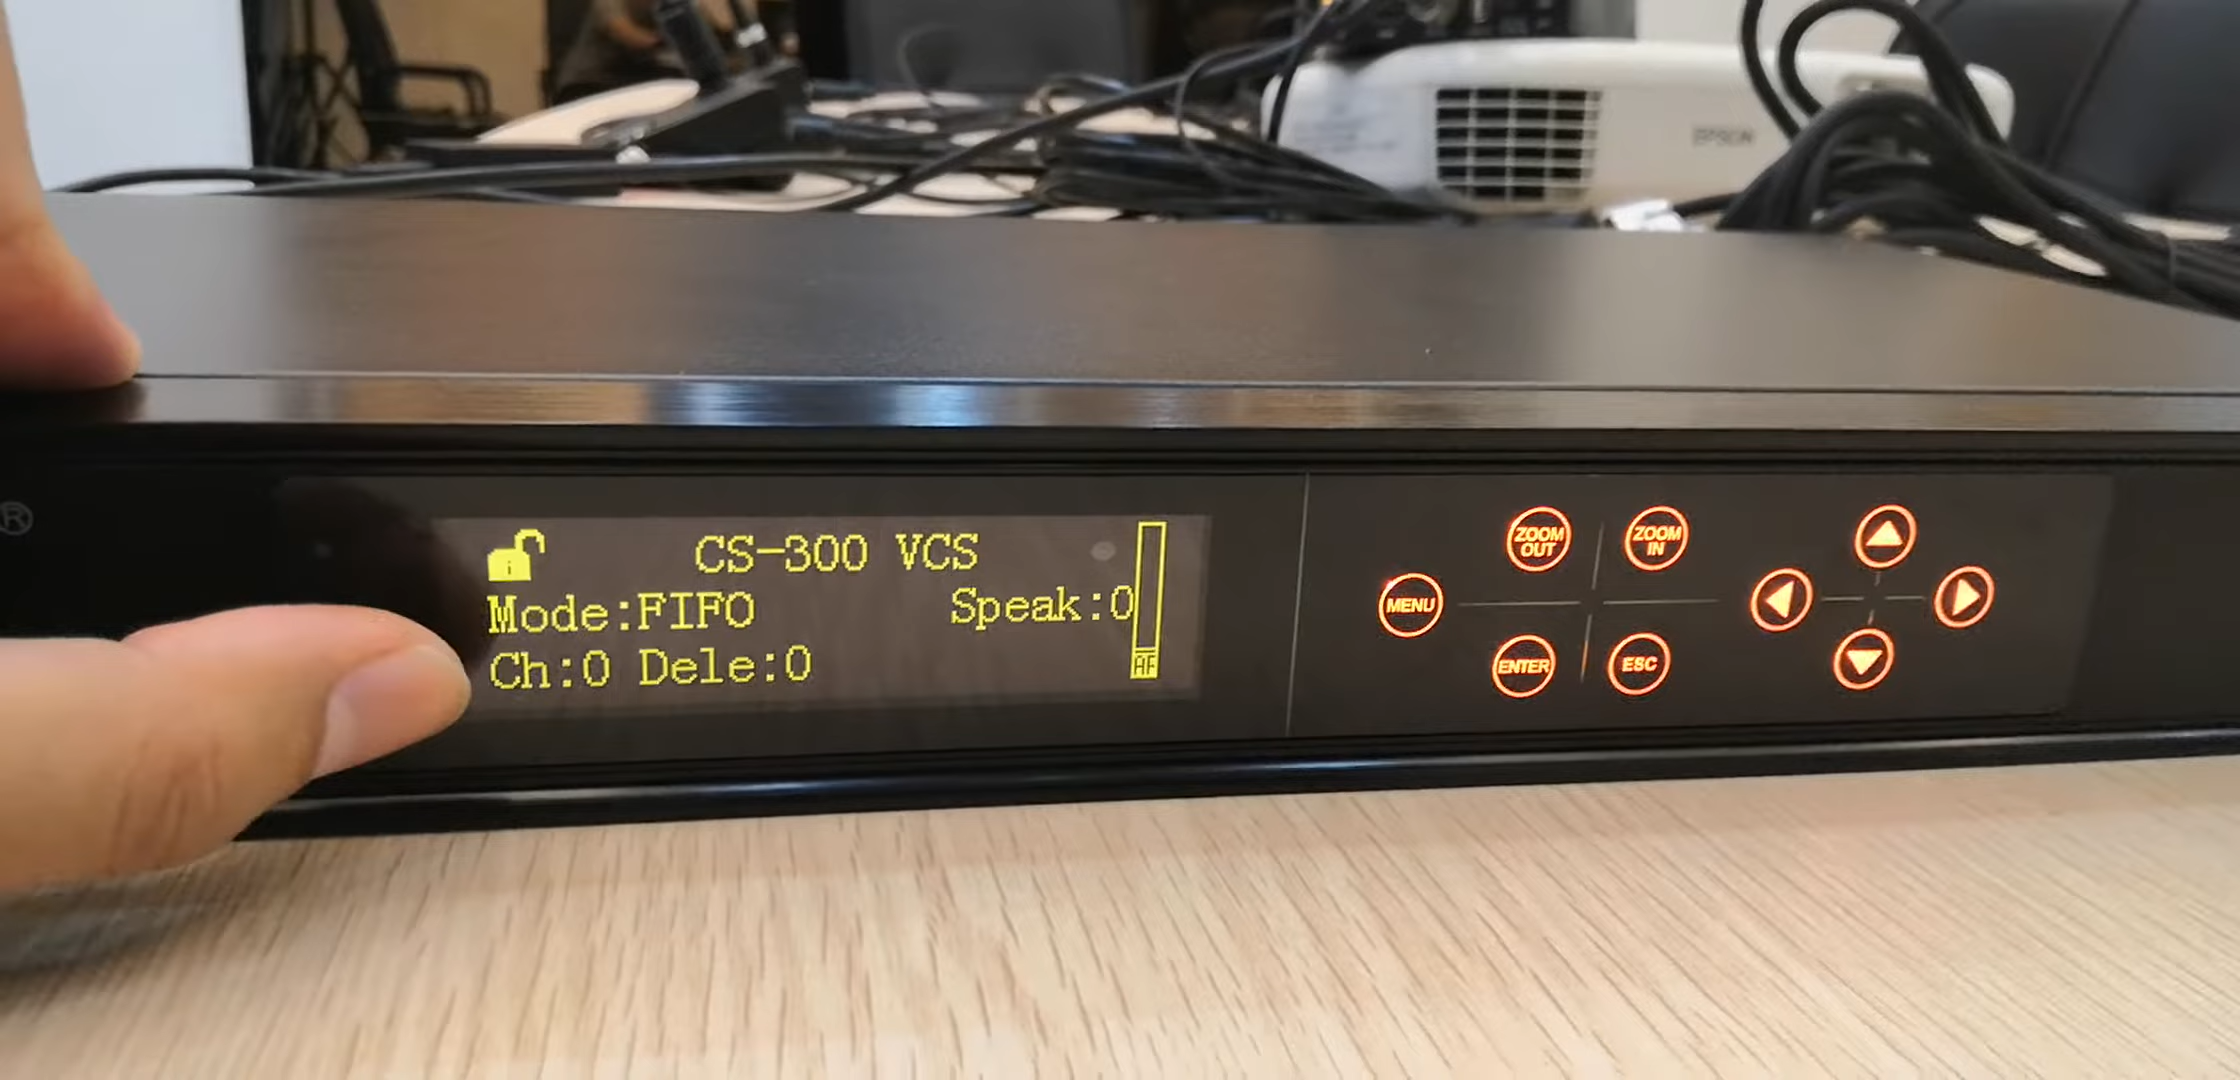 EPSON
®
CS-300 VCS
Mode:FIFO Speak:0
Ch:0 Dele:0
AF
ZOOM OUT
ZOOM IN
MENU
ENTER
ESC